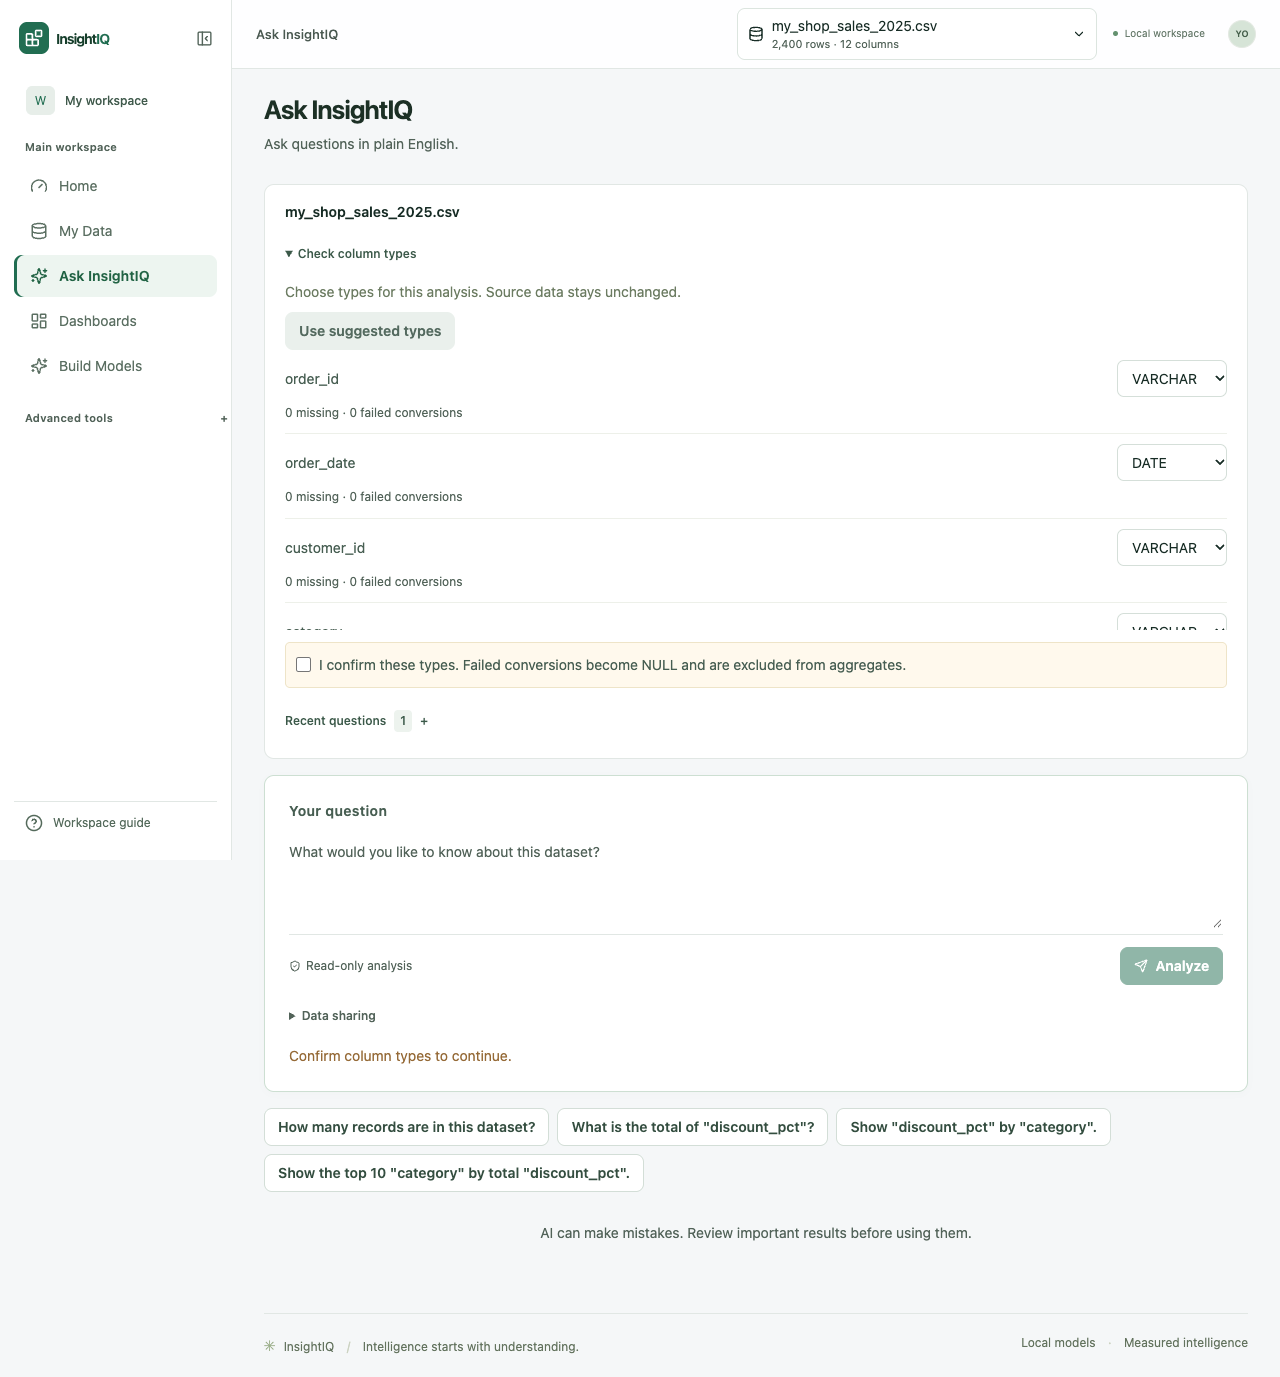 InsightIQ
W My workspace
Main workspace
Home
My Data
Ask InsightIQ
Dashboards
Build Models
Advanced tools +
Workspace guide
Ask InsightIQ
my_shop_sales_2025.csv
2,400 rows · 12 columns
Local workspace
YO
Ask InsightIQ
Ask questions in plain English.
my_shop_sales_2025.csv
Check column types
Choose types for this analysis. Source data stays unchanged.
Use suggested types
order_id VARCHAR
0 missing · 0 failed conversions
order_date DATE
0 missing · 0 failed conversions
customer_id VARCHAR
0 missing · 0 failed conversions
category VARCHAR
I confirm these types. Failed conversions become NULL and are excluded from aggregates.
Recent questions 1 +
Your question
What would you like to know about this dataset?
Read-only analysis
Analyze
Data sharing
Confirm column types to continue.
How many records are in this dataset?
What is the total of "discount_pct"?
Show "discount_pct" by "category".
Show the top 10 "category" by total "discount_pct".
AI can make mistakes. Review important results before using them.
InsightIQ / Intelligence starts with understanding.
Local models · Measured intelligence